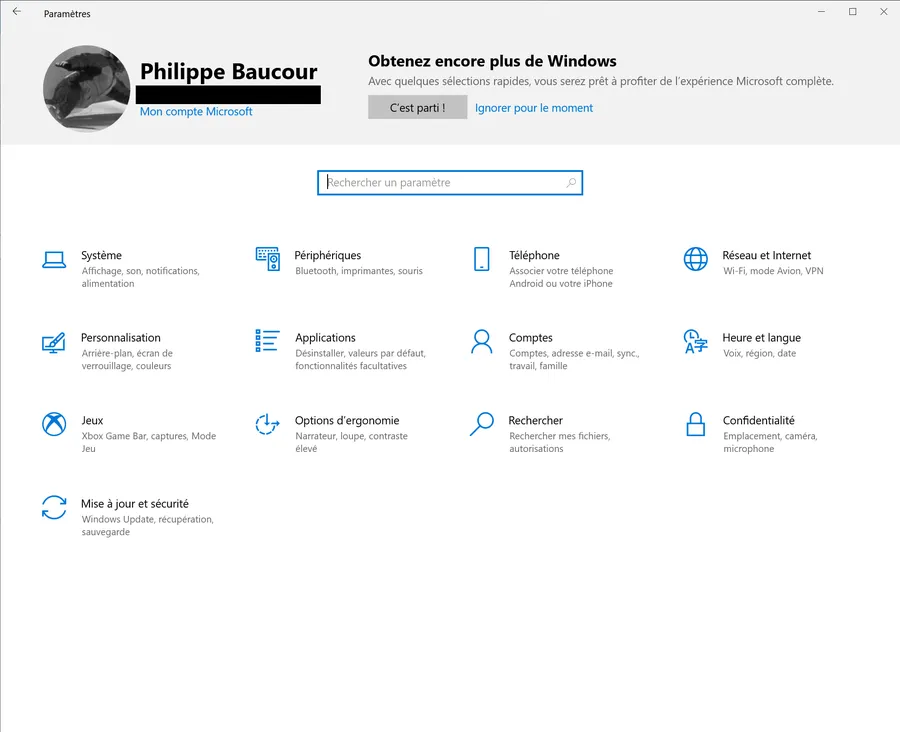 Paramètres
Philippe Baucour
Mon compte Microsoft
Obtenez encore plus de Windows
Avec quelques sélections rapides, vous serez prêt à profiter de l'expérience Microsoft complète.
C'est parti !
Ignorer pour le moment
Rechercher un paramètre
Système
Affichage, son, notifications,
alimentation
Périphériques
Bluetooth, imprimantes, souris
Téléphone
Associer votre téléphone
Android ou votre iPhone
Réseau et Internet
Wi-Fi, mode Avion, VPN
Personnalisation
Arrière-plan, écran de
verrouillage, couleurs
Applications
Désinstaller, valeurs par défaut,
fonctionnalités facultatives
Comptes
Comptes, adresse e-mail, sync.,
travail, famille
Heure et langue
Voix, région, date
Jeux
Xbox Game Bar, captures, Mode
Jeu
Options d'ergonomie
Narrateur, loupe, contraste
élevé
Rechercher
Rechercher mes fichiers,
autorisations
Confidentialité
Emplacement, caméra,
microphone
Mise à jour et sécurité
Windows Update, récupération,
sauvegarde